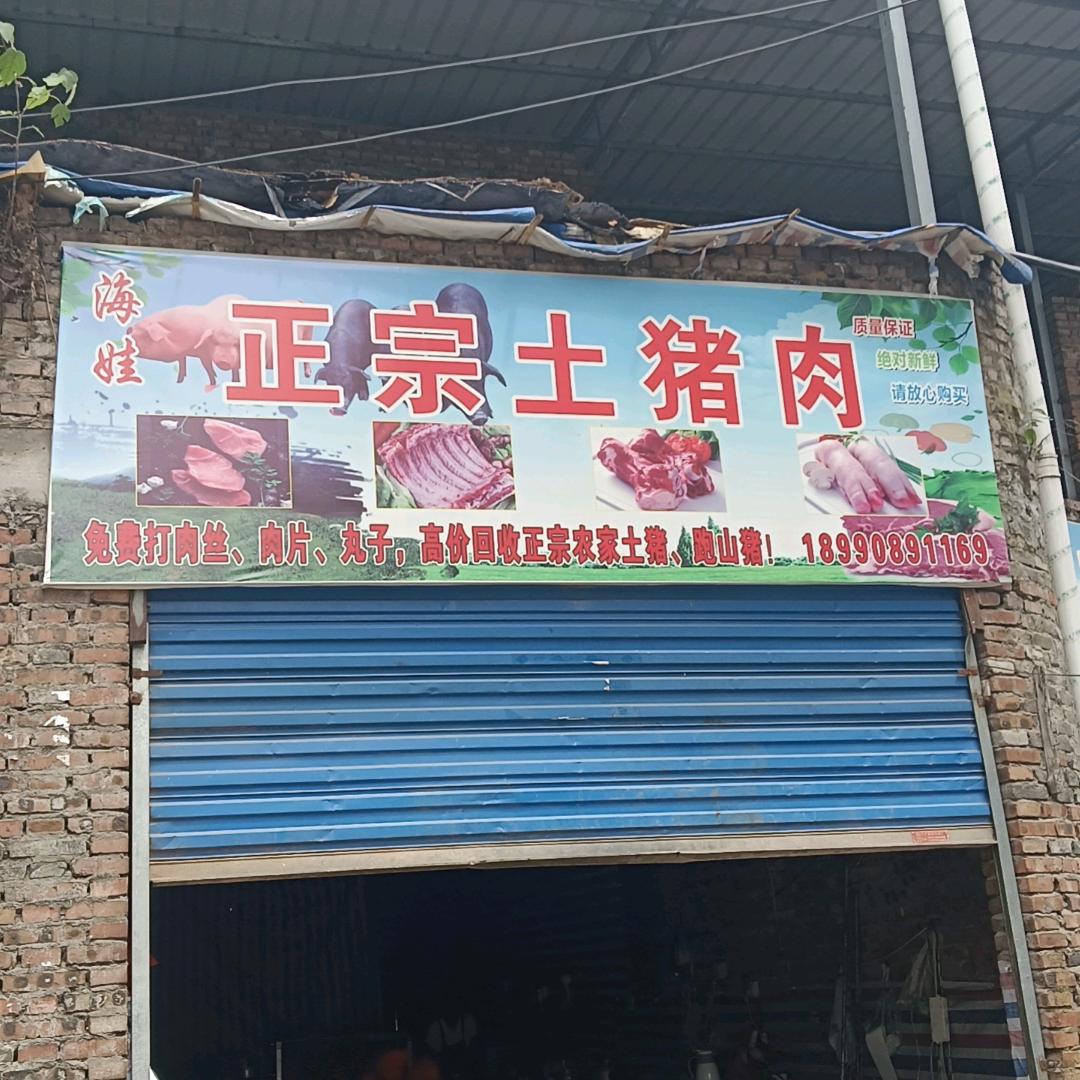 海娃
正宗土猪肉
质量保证
绝对新鲜
请放心购买
免费打肉丝、肉片、丸子，高价回收正宗农家土猪、跑山猪！ 18990891169